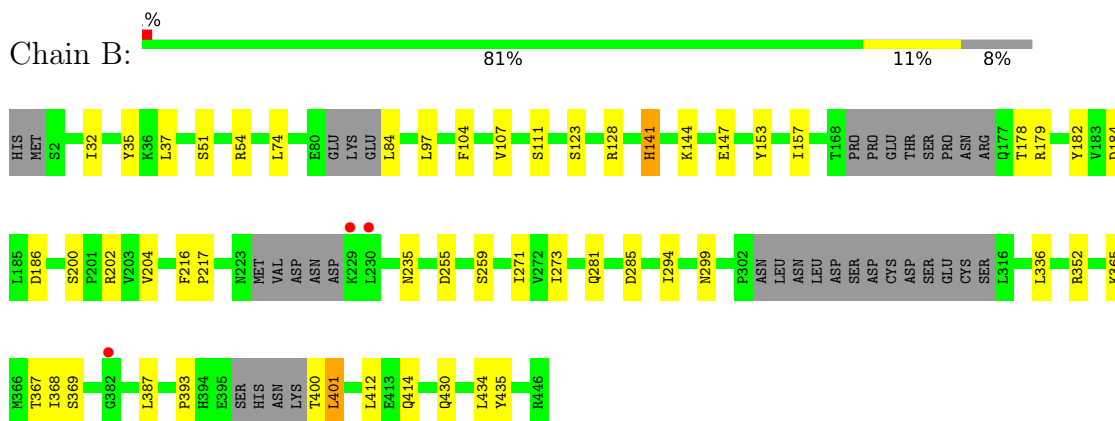 %
Chain B:
81% 11% 8%
HIS MET S2 I32 Y35 K36 L37 S51 R54 L74 E80 GLU LYS GLU L84 L97 F104 V107 S111 S123 R128 H141 K144 E147 Y153 I157 T168 PRO PRO GLU THR SER PRO ASN ARG Q177 T178 R179 Y182 V183 D184
L185 D186 S200 P201 R202 V203 V204 F216 P217 N223 MET VAL ASP ASN ASP K229 L230 N235 D255 S259 I271 V272 I273 Q281 D285 I294 N299 P302 ASN LEU ASN LEU ASP SER ASP CYS ASP SER GLU CYS SER L316 L336 R352 K365
M366 T367 I368 S369 G382 L387 P393 H394 E395 SER HIS ASN LYS T400 L401 L412 E413 Q414 Q430 L434 Y435 R446